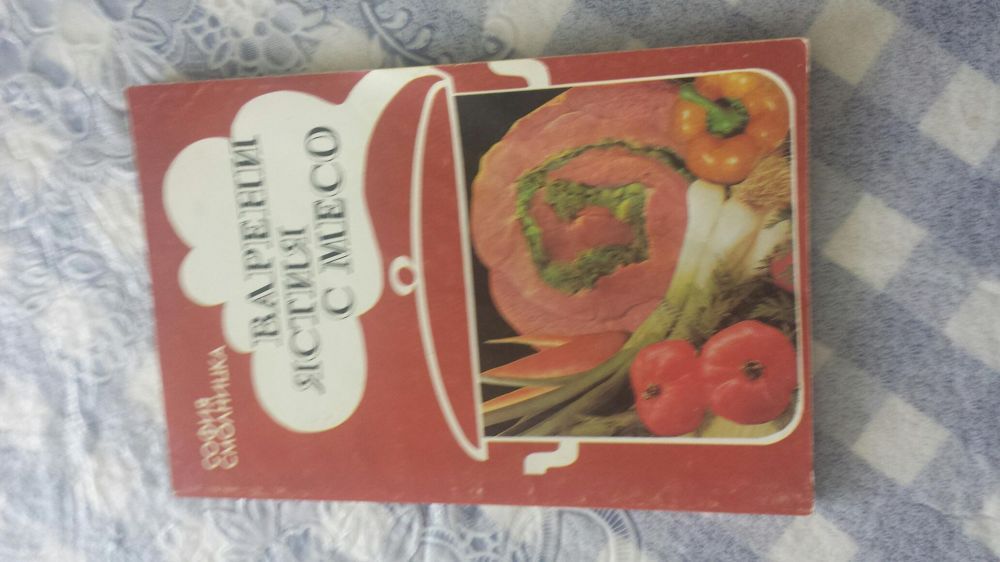 СОФИЯ
СМОЛНИЦКА
ВАРЕНИ
ЯСТИЯ
С МЕСО